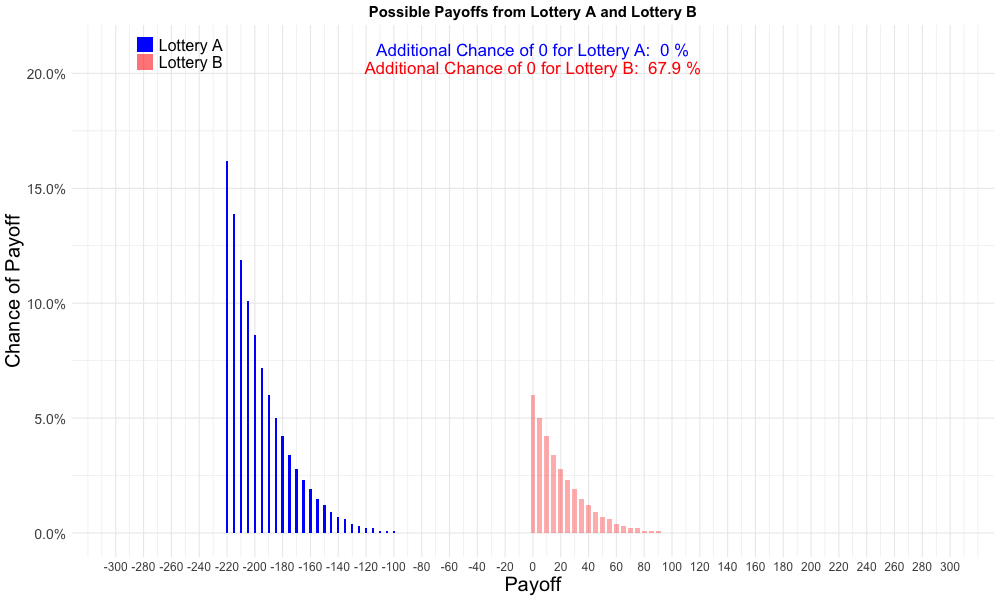 Possible Payoffs from Lottery A and Lottery B
Lottery A
Lottery B
Additional Chance of 0 for Lottery A:  0 %
Additional Chance of 0 for Lottery B:  67.9 %
Chance of Payoff
20.0%
15.0%
10.0%
5.0%
0.0%
-300 -280 -260 -240 -220 -200 -180 -160 -140 -120 -100 -80 -60 -40 -20 0 20 40 60 80 100 120 140 160 180 200 220 240 260 280 300
Payoff